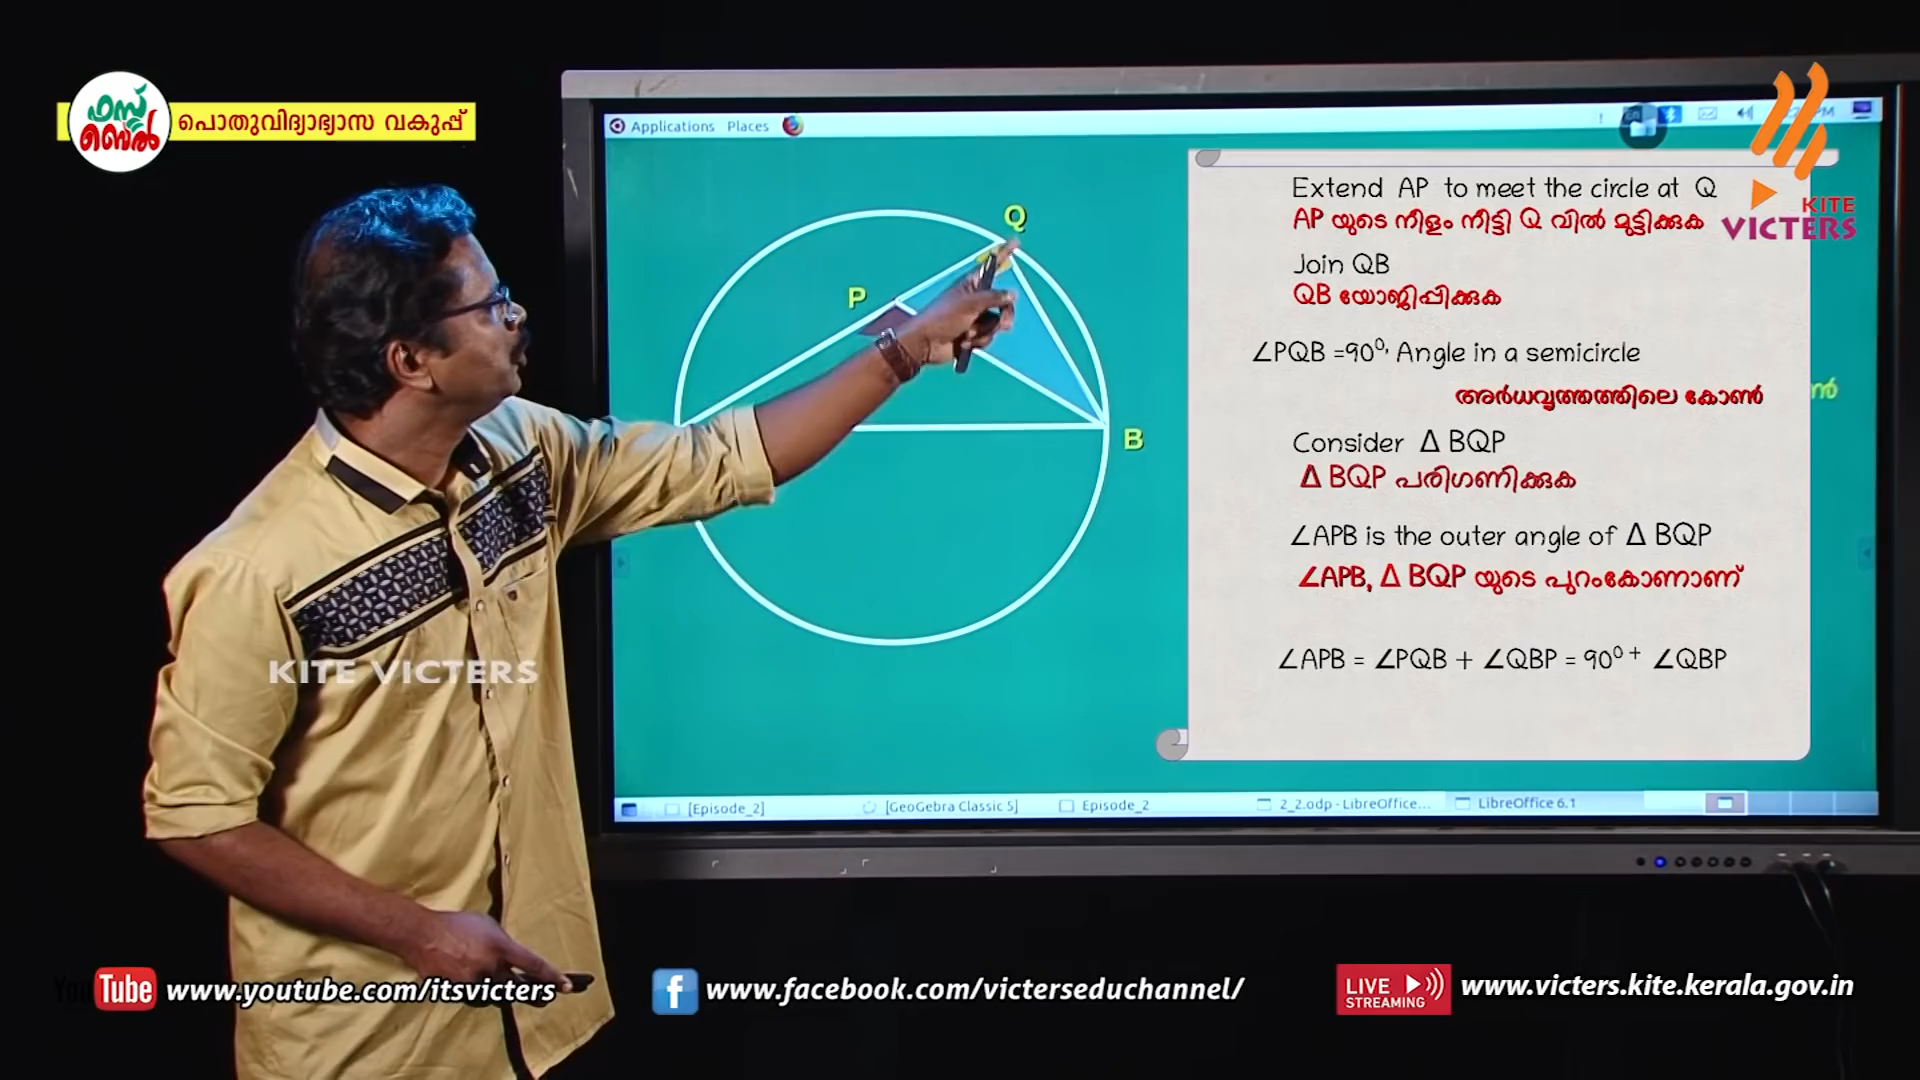 ഫസ്റ്റ്
ബെൽ
പൊതുവിദ്യാഭ്യാസ വകുപ്പ്
Applications Places
KITE
VICTERS
Extend AP to meet the circle at Q
AP യുടെ നീളം നീട്ടി Q വിൽ മുട്ടിക്കുക
Join QB
QB യോജിപ്പിക്കുക
∠PQB =90⁰, Angle in a semicircle
അർധവൃത്തത്തിലെ കോൺ
Consider Δ BQP
Δ BQP പരിഗണിക്കുക
∠APB is the outer angle of Δ BQP
∠APB, Δ BQP യുടെ പുറംകോണാണ്
∠APB = ∠PQB + ∠QBP = 90⁰ + ∠QBP
Q
P
B
KITE VICTERS
[Episode_2] [GeoGebra Classic 5] Episode_2 2_2.odp - LibreOffice... LibreOffice 6.1
YouTube www.youtube.com/itsvicters
f www.facebook.com/victerseduchannel/
LIVE STREAMING www.victers.kite.kerala.gov.in